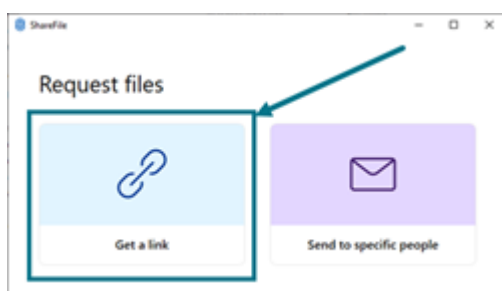 ShareFile
Request files
Get a link
Send to specific people